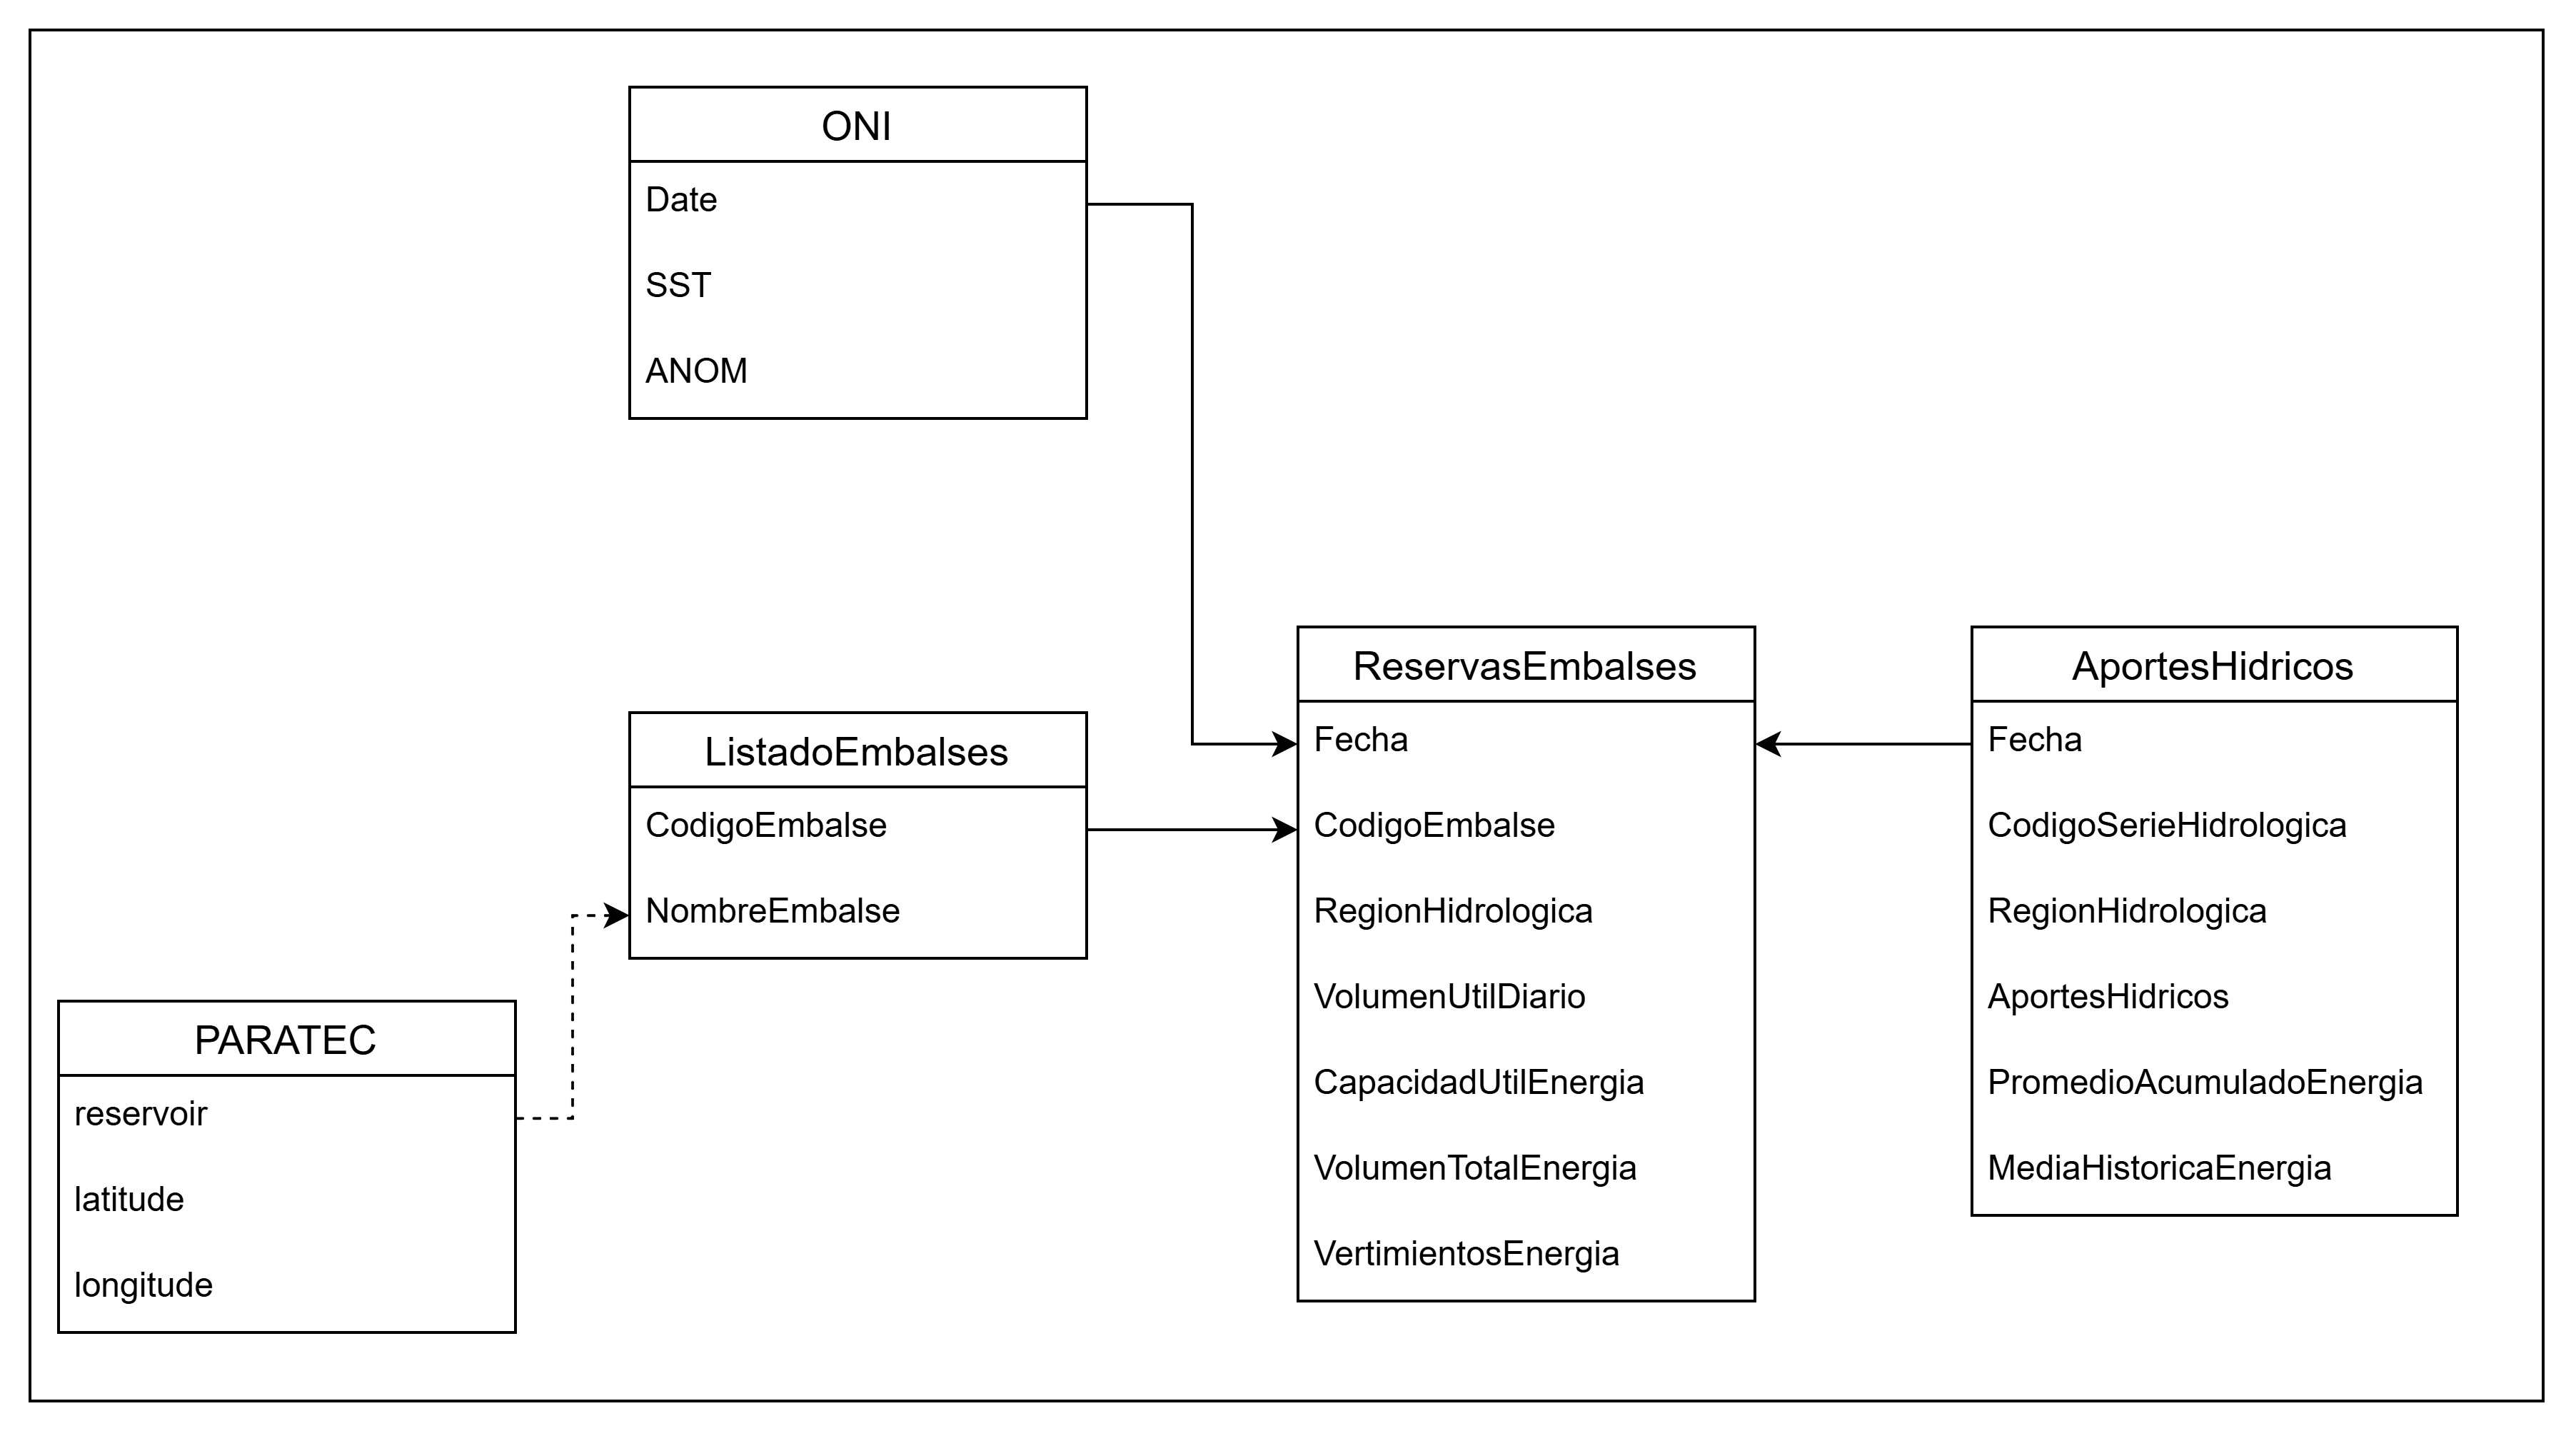 ONI
Date
SST
ANOM
ListadoEmbalses
CodigoEmbalse
NombreEmbalse
PARATEC
reservoir
latitude
longitude
ReservasEmbalses
Fecha
CodigoEmbalse
RegionHidrologica
VolumenUtilDiario
CapacidadUtilEnergia
VolumenTotalEnergia
VertimientosEnergia
AportesHidricos
Fecha
CodigoSerieHidrologica
RegionHidrologica
AportesHidricos
PromedioAcumuladoEnergia
MediaHistoricaEnergia